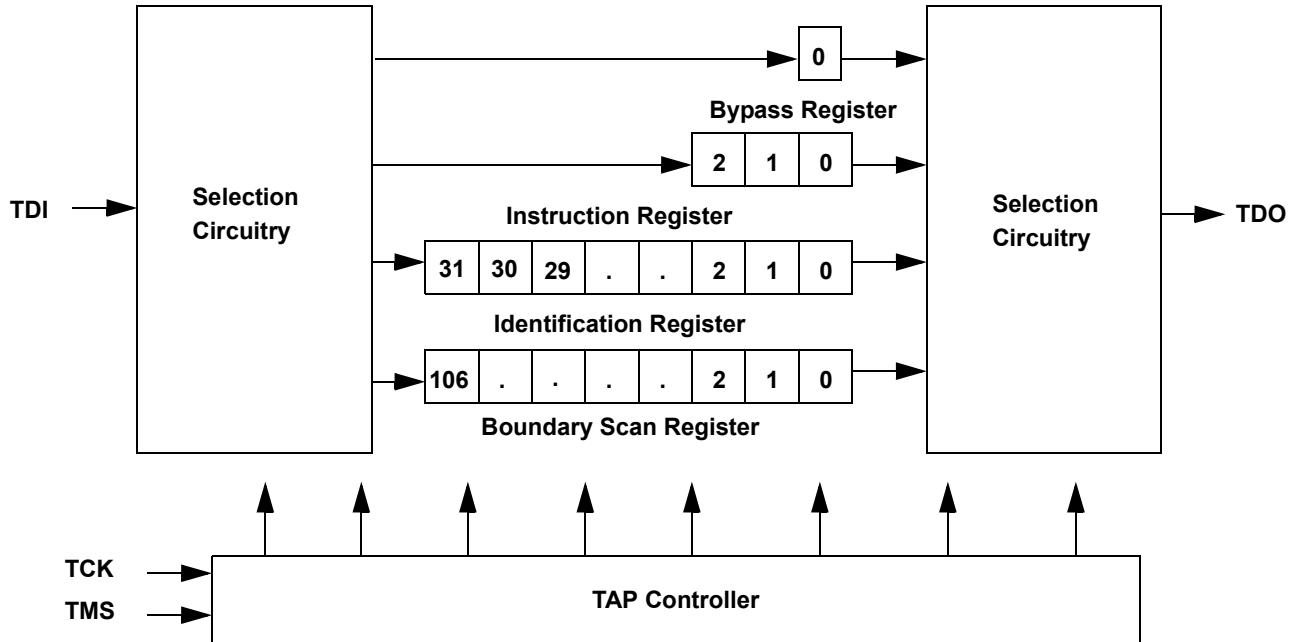 0
Bypass Register
2 1 0
Instruction Register
31 30 29 . . 2 1 0
Identification Register
106 . . . . 2 1 0
Boundary Scan Register
TDI
Selection
Circuitry
Selection
Circuitry
TDO
TCK
TMS
TAP Controller